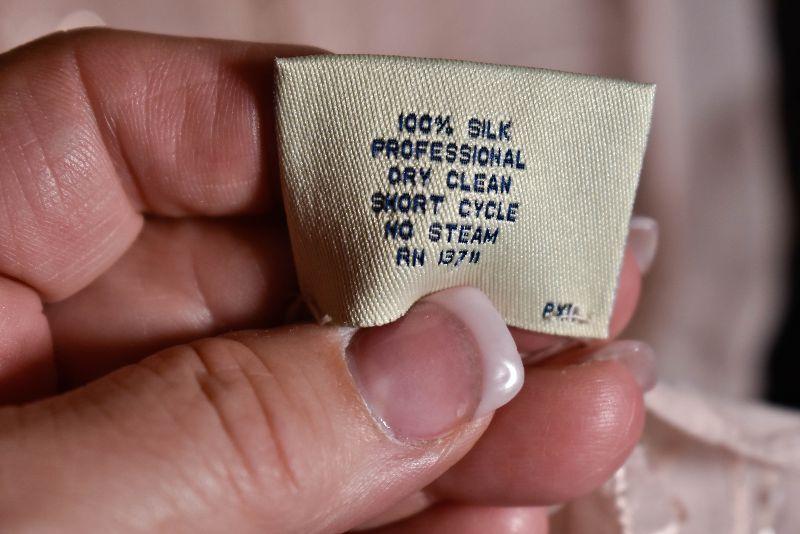 100% SILK
PROFESSIONAL
DRY CLEAN
SHORT CYCLE
NO STEAM
RN 13711